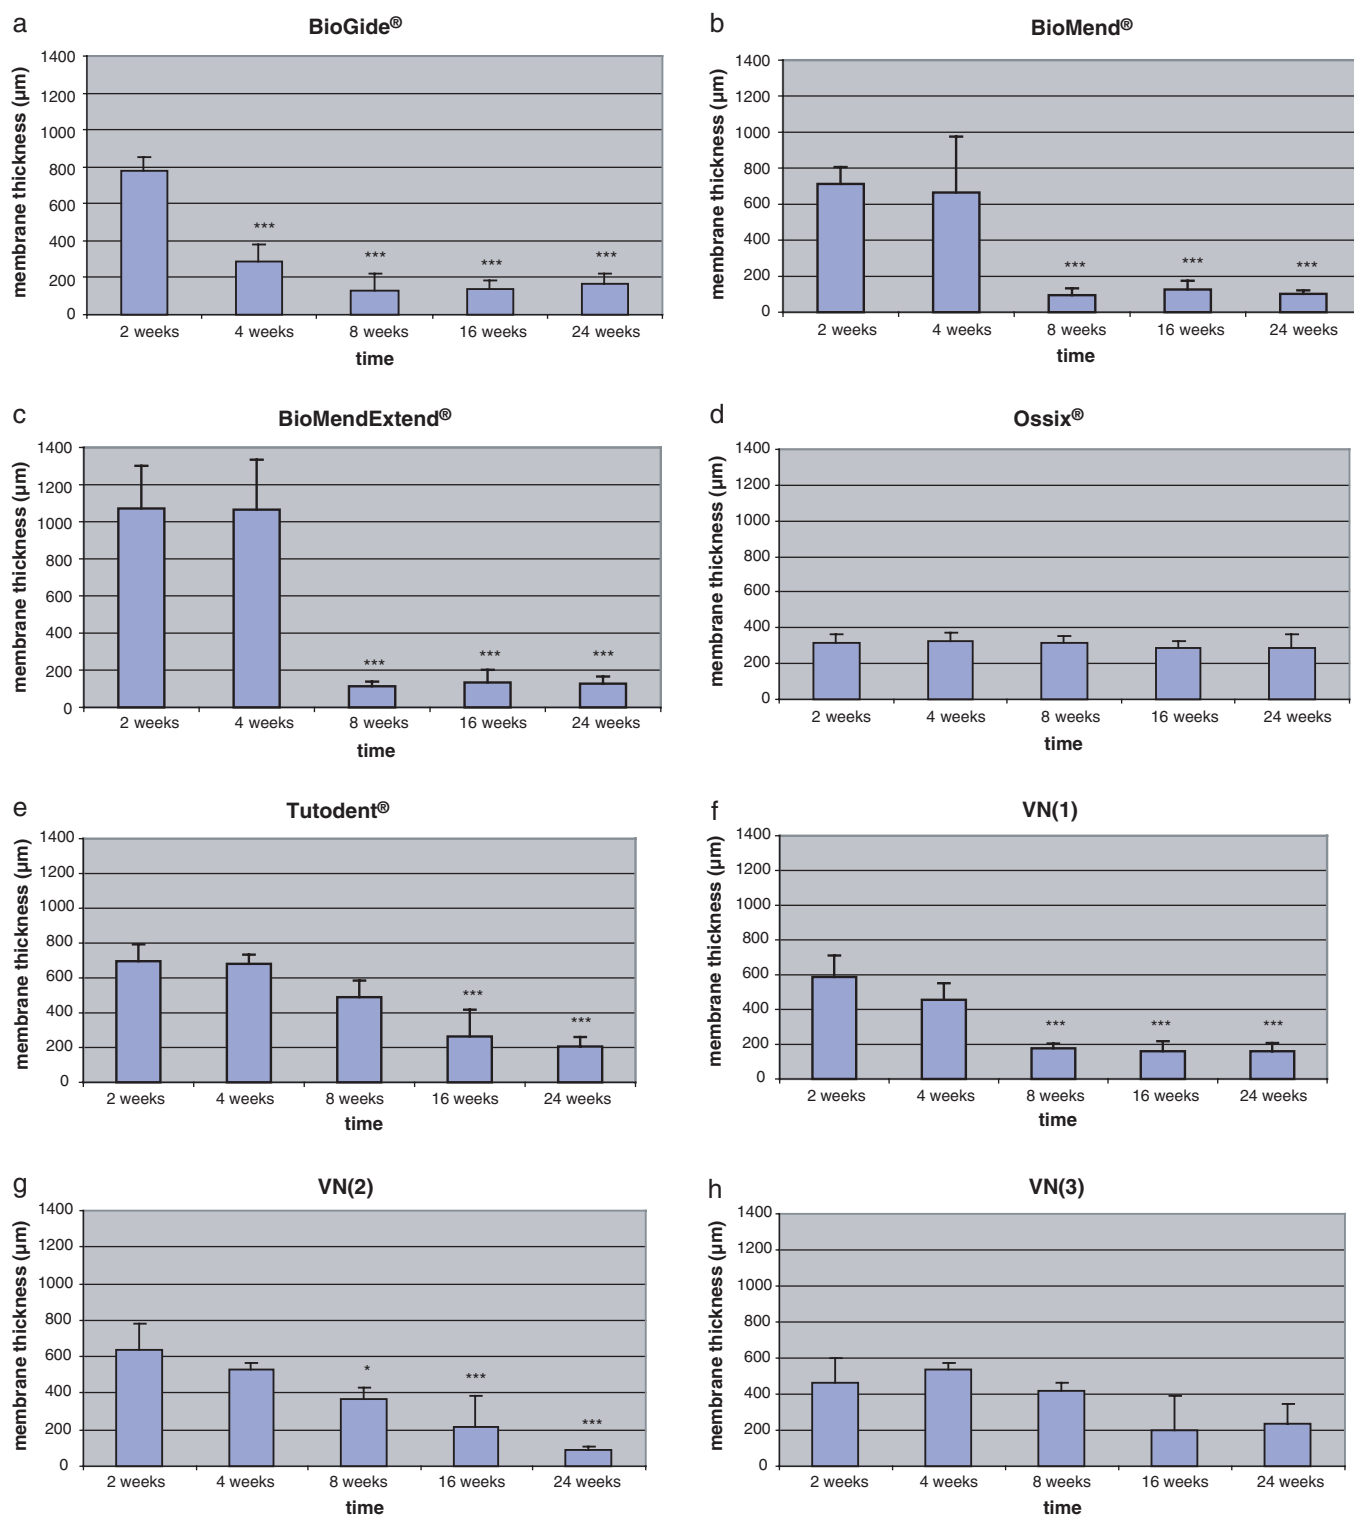 a
BioGide®
membrane thickness (µm)
1400
1200
1000
800
600
400
200
0
***
***
***
***
2 weeks 4 weeks 8 weeks 16 weeks 24 weeks
time
b
BioMend®
membrane thickness (µm)
1400
1200
1000
800
600
400
200
0
***
***
***
2 weeks 4 weeks 8 weeks 16 weeks 24 weeks
time
c
BioMendExtend®
membrane thickness (µm)
1400
1200
1000
800
600
400
200
0
***
***
***
2 weeks 4 weeks 8 weeks 16 weeks 24 weeks
time
d
Ossix®
membrane thickness (µm)
1400
1200
1000
800
600
400
200
0
2 weeks 4 weeks 8 weeks 16 weeks 24 weeks
time
e
Tutodent®
membrane thickness (µm)
1400
1200
1000
800
600
400
200
0
***
***
2 weeks 4 weeks 8 weeks 16 weeks 24 weeks
time
f
VN(1)
membrane thickness (µm)
1400
1200
1000
800
600
400
200
0
***
***
***
2 weeks 4 weeks 8 weeks 16 weeks 24 weeks
time
g
VN(2)
membrane thickness (µm)
1400
1200
1000
800
600
400
200
0
*
***
***
2 weeks 4 weeks 8 weeks 16 weeks 24 weeks
time
h
VN(3)
membrane thickness (µm)
1400
1200
1000
800
600
400
200
0
2 weeks 4 weeks 8 weeks 16 weeks 24 weeks
time